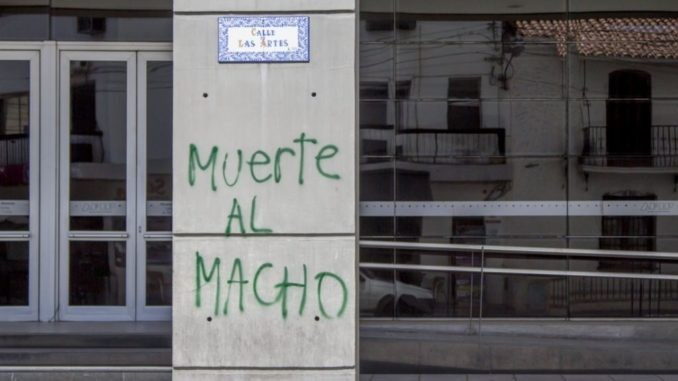 Calle
Las Artes
MUERTE
AL
MACHO